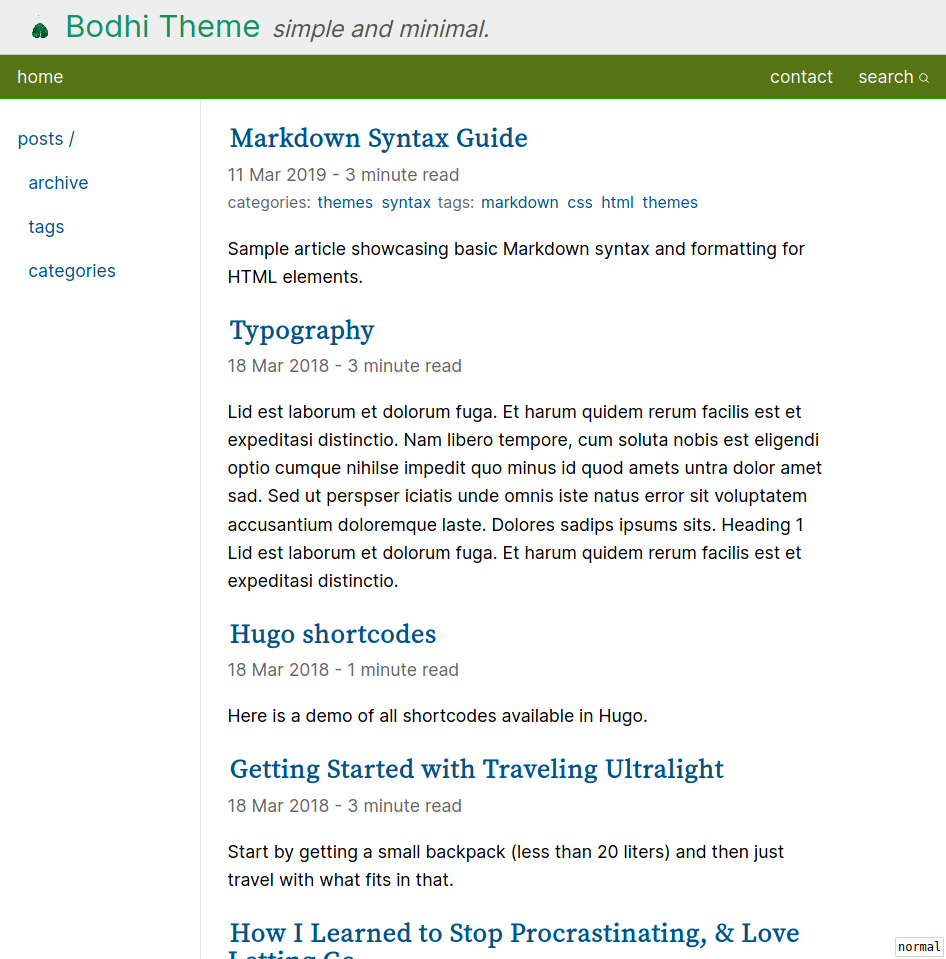 Bodhi Theme simple and minimal.
home contact search
posts /
archive
tags
categories
Markdown Syntax Guide
11 Mar 2019 - 3 minute read
categories: themes syntax tags: markdown css html themes
Sample article showcasing basic Markdown syntax and formatting for
HTML elements.
Typography
18 Mar 2018 - 3 minute read
Lid est laborum et dolorum fuga. Et harum quidem rerum facilis est et
expeditasi distinctio. Nam libero tempore, cum soluta nobis est eligendi
optio cumque nihilse impedit quo minus id quod amets untra dolor amet
sad. Sed ut perspser iciatis unde omnis iste natus error sit voluptatem
accusantium doloremque laste. Dolores sadips ipsums sits. Heading 1
Lid est laborum et dolorum fuga. Et harum quidem rerum facilis est et
expeditasi distinctio.
Hugo shortcodes
18 Mar 2018 - 1 minute read
Here is a demo of all shortcodes available in Hugo.
Getting Started with Traveling Ultralight
18 Mar 2018 - 3 minute read
Start by getting a small backpack (less than 20 liters) and then just
travel with what fits in that.
How I Learned to Stop Procrastinating, & Love
Letting Go
normal